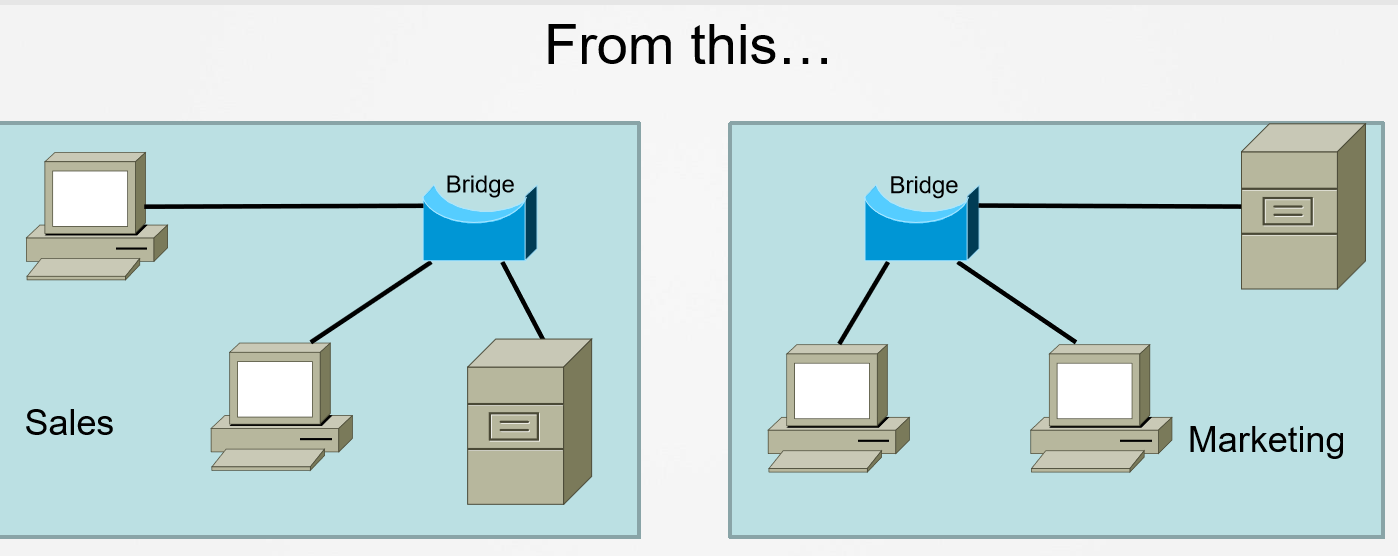 From this…
Bridge
Bridge
Sales
Marketing